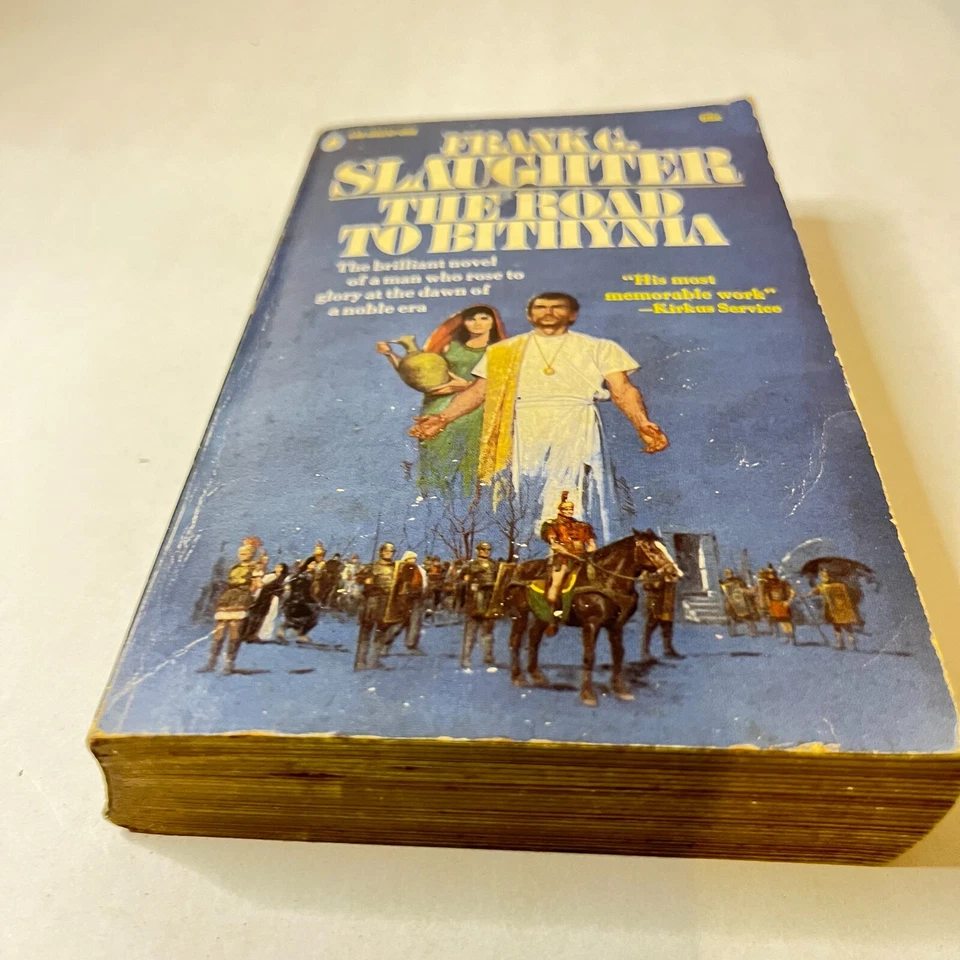 FRANK G.
SLAUGHTER
THE ROAD
TO BITHYNIA
The brilliant novel
of a man who rose to
glory at the dawn of
a noble era
"His most
memorable work"
—Kirkus Service